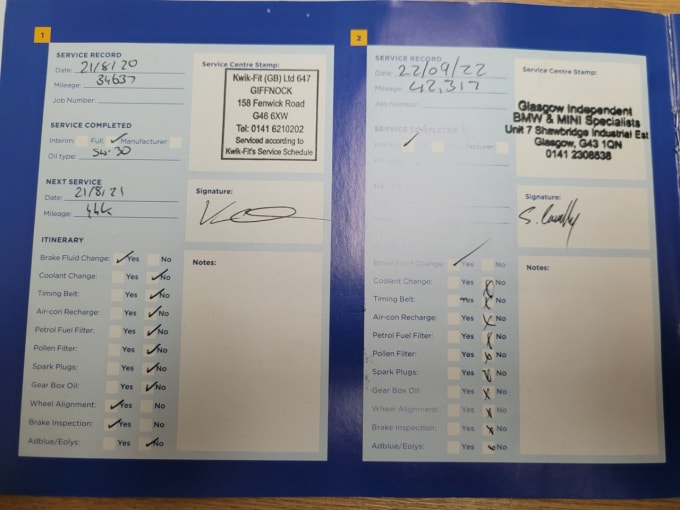 1
SERVICE RECORD
Date: 21/8/20
Mileage: 34637
Job Number:
SERVICE COMPLETED
Interim: Full: Manufacturer:
Oil type: 5w-30
NEXT SERVICE
Date: 21/8/21
Mileage: 44K
ITINERARY
Brake Fluid Change: Yes No
Coolant Change: Yes No
Timing Belt: Yes No
Air-con Recharge: Yes No
Petrol Fuel Filter: Yes No
Pollen Filter: Yes No
Spark Plugs: Yes No
Gear Box Oil: Yes No
Wheel Alignment: Yes No
Brake Inspection: Yes No
Adblue/Eolys: Yes No
Service Centre Stamp:
Kwik-Fit (GB) Ltd 647
GIFFNOCK
158 Fenwick Road
G46 6XW
Tel: 0141 6210202
Serviced according to
Kwik-Fit's Service Schedule
Signature:
Notes:
2
SERVICE RECORD
Date: 22/09/22
Mileage: 42,317
Job Number:
SERVICE COMPLETED
Manufacturer:
Oil type:
Brake Fluid Change: Yes No
Coolant Change: Yes No
Timing Belt: Yes No
Air-con Recharge: Yes No
Petrol Fuel Filter: Yes No
Pollen Filter: Yes No
Spark Plugs: Yes No
Gear Box Oil: Yes No
Wheel Alignment: Yes No
Brake Inspection: Yes No
Adblue/Eolys: Yes No
Service Centre Stamp:
Glasgow Independent
BMW & MINI Specialists
Unit 7 Shawbridge Industrial Est
Glasgow, G43 1QN
0141 2308838
Signature:
Notes: